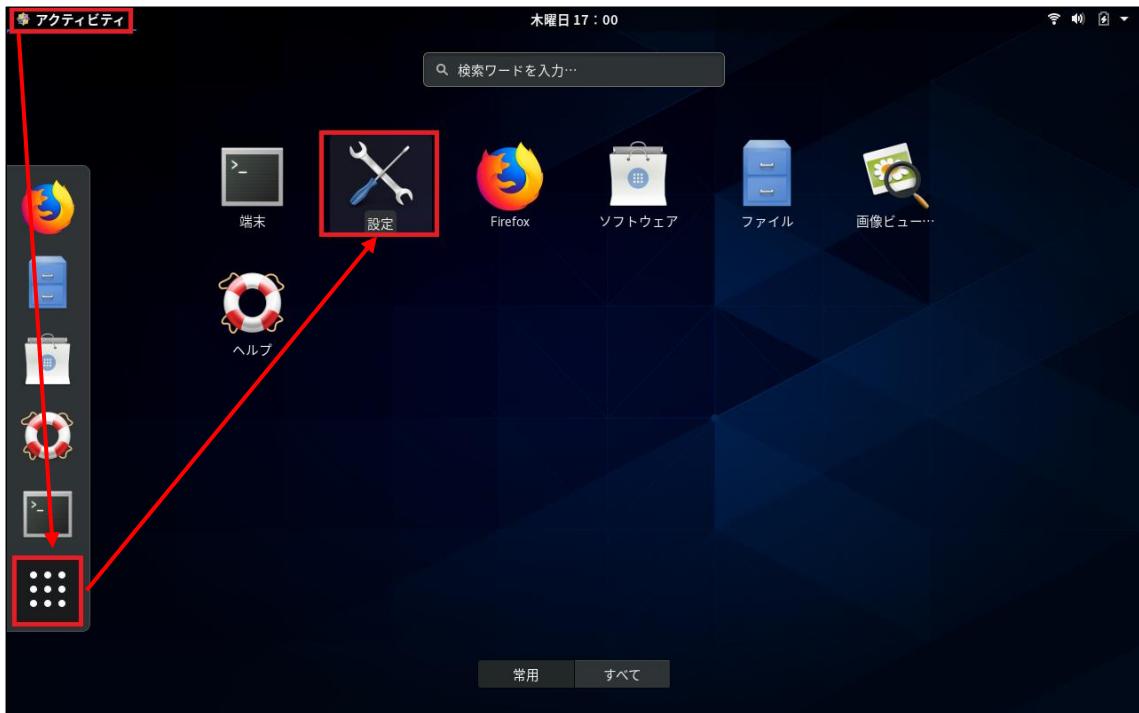 アクティビティ
木曜日 17:00
検索ワードを入力…
端末
設定
Firefox
ソフトウェア
ファイル
画像ビュー…
ヘルプ
常用
すべて